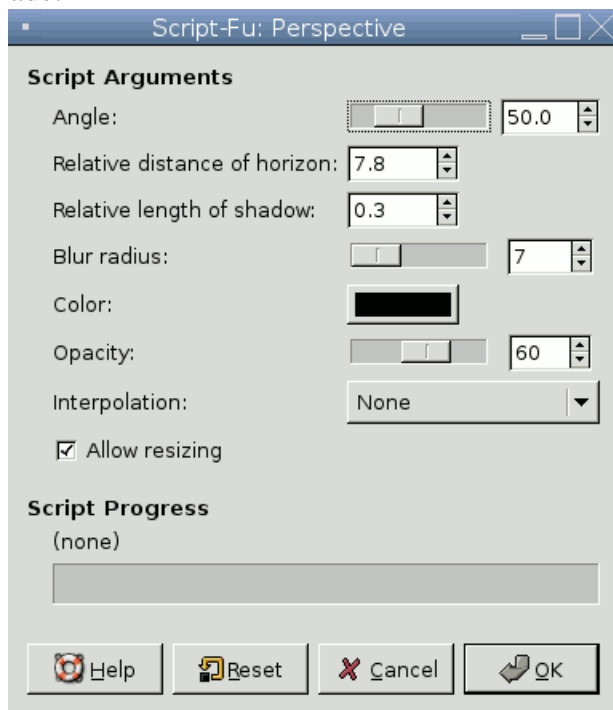 Script-Fu: Perspective
Script Arguments
Angle: 50.0
Relative distance of horizon: 7.8
Relative length of shadow: 0.3
Blur radius: 7
Color:
Opacity: 60
Interpolation: None
Allow resizing
Script Progress
(none)
Help Reset Cancel OK